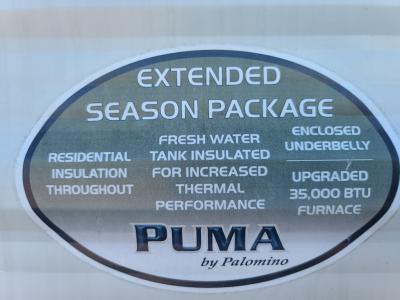 EXTENDED
SEASON PACKAGE
RESIDENTIAL
INSULATION
THROUGHOUT
FRESH WATER
TANK INSULATED
FOR INCREASED
THERMAL
PERFORMANCE
ENCLOSED
UNDERBELLY
UPGRADED
35,000 BTU
FURNACE
PUMA
by Palomino